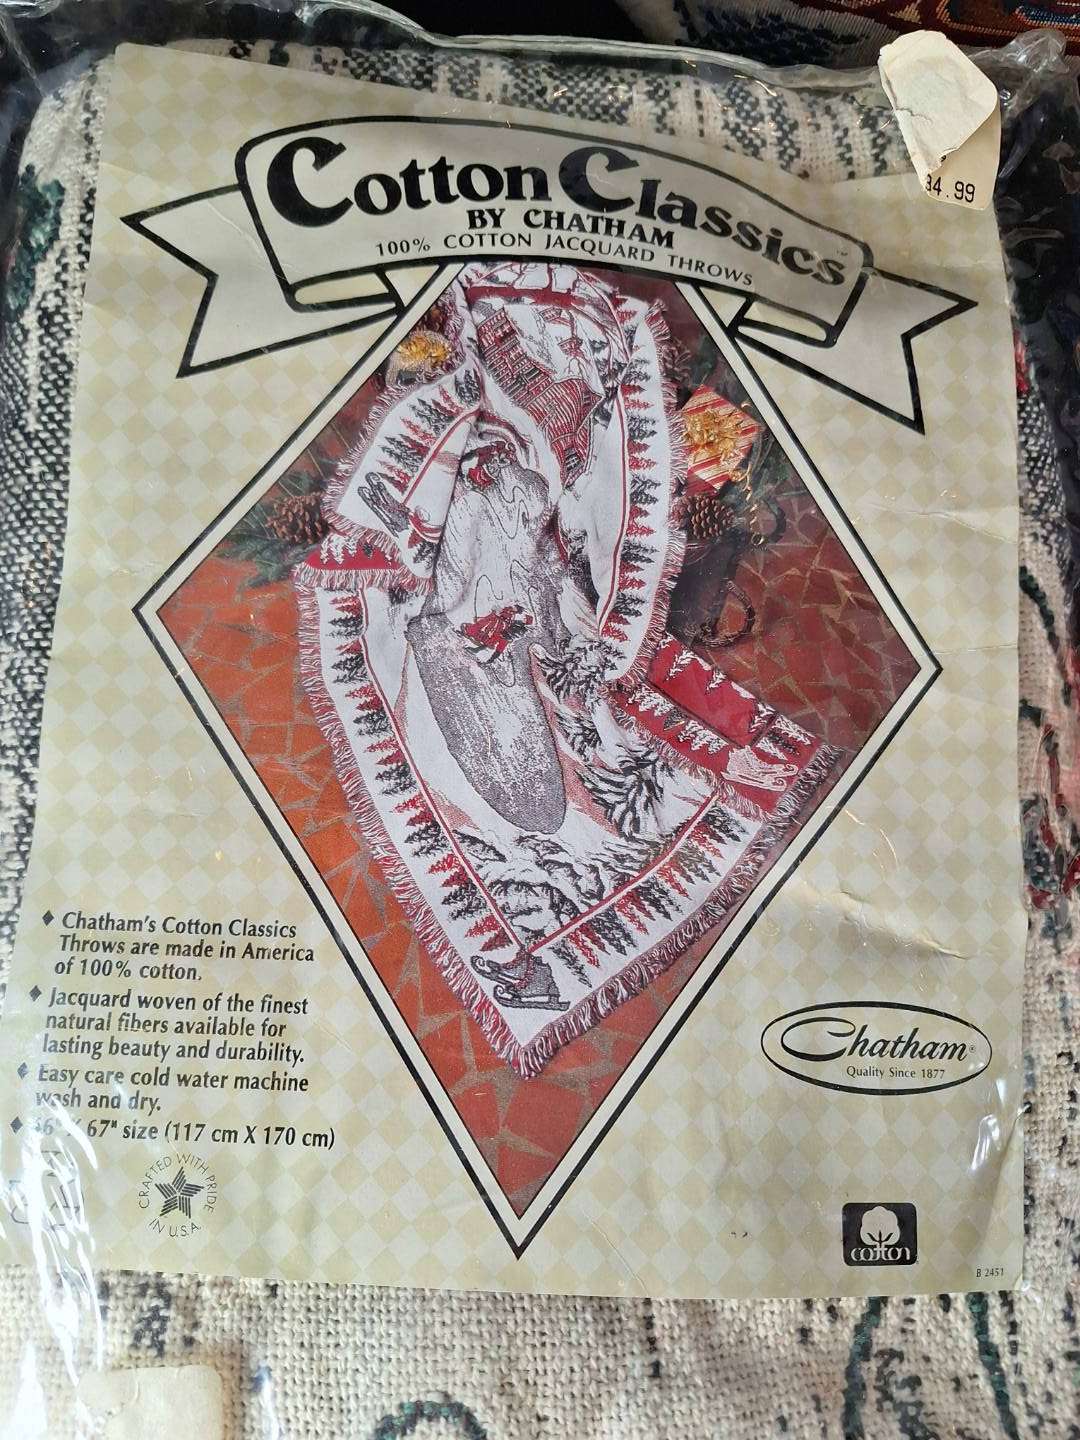 34.99
Cotton Classics™
BY CHATHAM
100% COTTON JACQUARD THROWS
♦ Chatham's Cotton Classics
Throws are made in America
of 100% cotton.
♦ Jacquard woven of the finest
natural fibers available for
lasting beauty and durability.
♦ Easy care cold water machine
wash and dry.
♦ 46" X 67" size (117 cm X 170 cm)
CRAFTED WITH PRIDE
IN U.S.A.
Chatham®
Quality Since 1877
cotton
B 2451